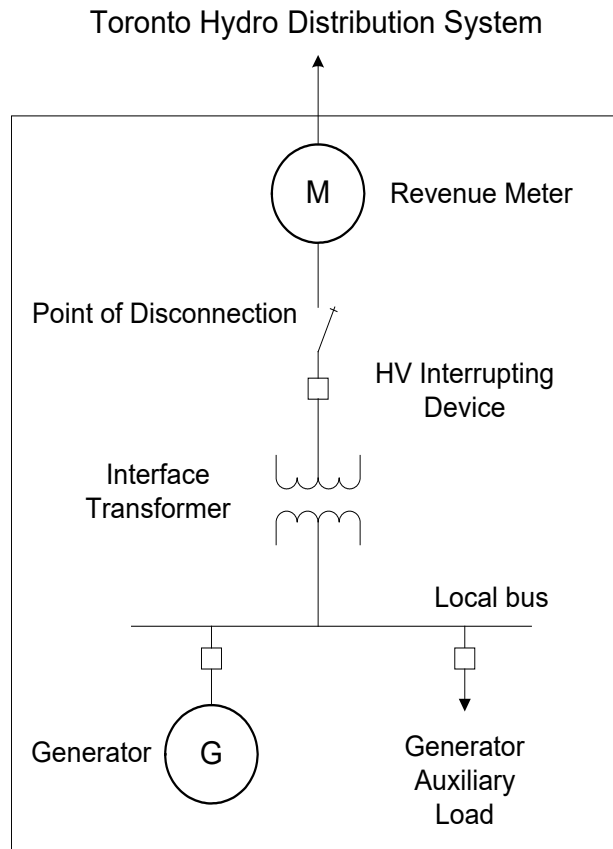 Toronto Hydro Distribution System
M
Revenue Meter
Point of Disconnection
HV Interrupting
Device
Interface
Transformer
Local bus
Generator
G
Generator
Auxiliary
Load